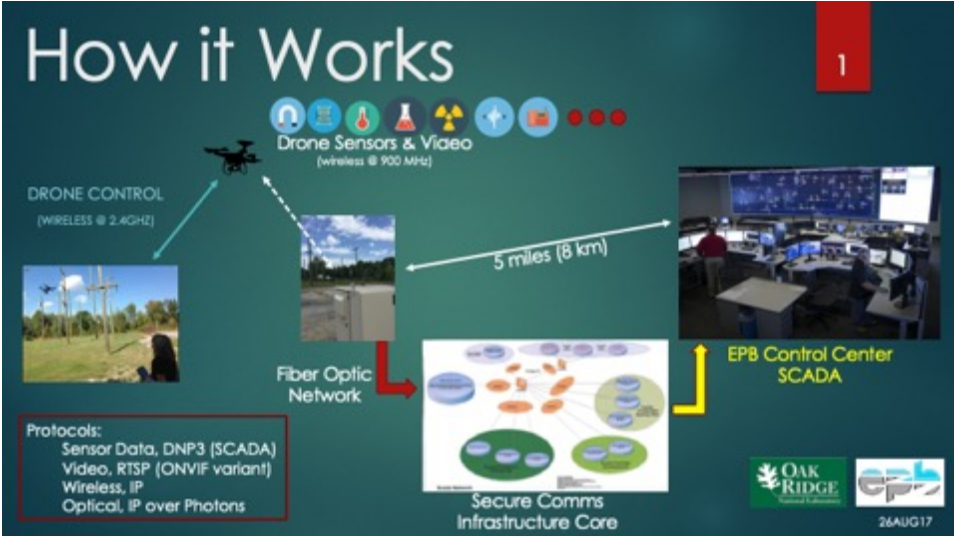 How it Works
1
Drone Sensors & Video
(wireless @ 900 MHz)
DRONE CONTROL
(WIRELESS @ 2.4GHZ)
5 miles (8 km)
EPB Control Center
SCADA
Fiber Optic
Network
Protocols:
Sensor Data, DNP3 (SCADA)
Video, RTSP (ONVIF variant)
Wireless, IP
Optical, IP over Photons
Secure Comms
Infrastructure Core
OAK
RIDGE
National Laboratory
epb
26AUG17